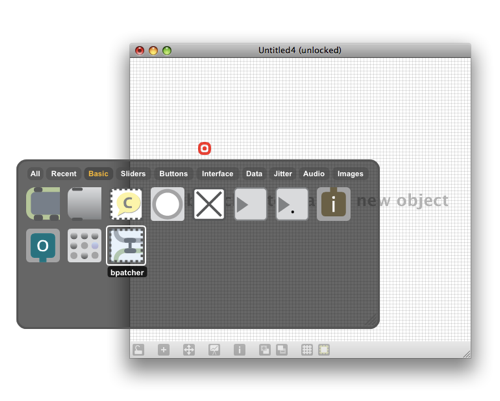 Untitled4 (unlocked)
All Recent Basic Sliders Buttons Interface Data Jitter Audio Images
C
i
new object
o
bpatcher